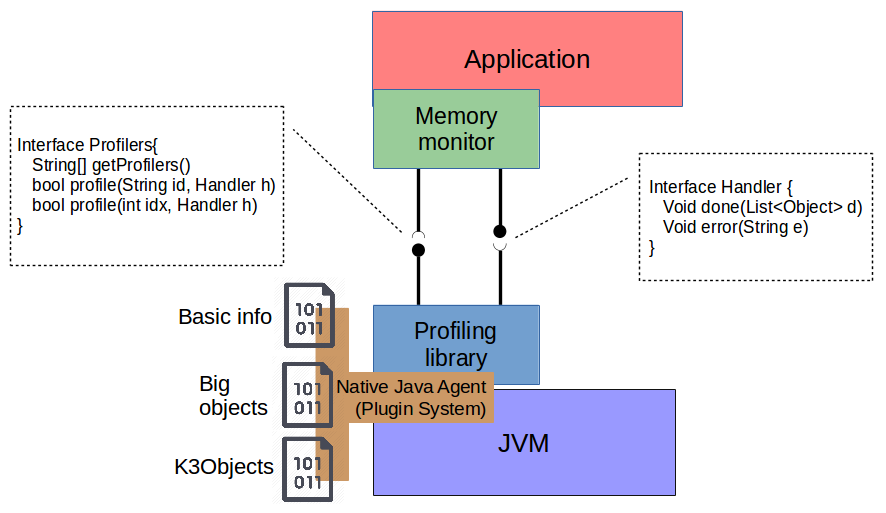 Application
Memory
monitor
Interface Profilers{
String[] getProfilers()
bool profile(String id, Handler h)
bool profile(int idx, Handler h)
}
Interface Handler {
Void done(List<Object> d)
Void error(String e)
}
Basic info
101
011
Profiling
library
Big
objects
101
011
Native Java Agent
(Plugin System)
JVM
K3Objects
101
011